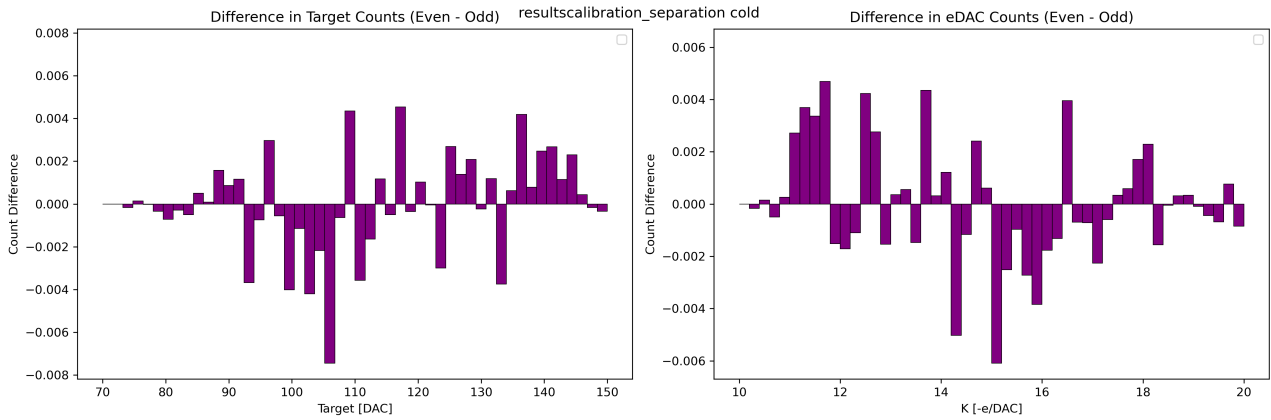 resultscalibration_separation cold
Difference in Target Counts (Even - Odd)
0.008
0.006
0.004
0.002
0.000
−0.002
−0.004
−0.006
−0.008
Count Difference
70 80 90 100 110 120 130 140 150
Target [DAC]
Difference in eDAC Counts (Even - Odd)
0.006
0.004
0.002
0.000
−0.002
−0.004
−0.006
Count Difference
10 12 14 16 18 20
K [-e/DAC]